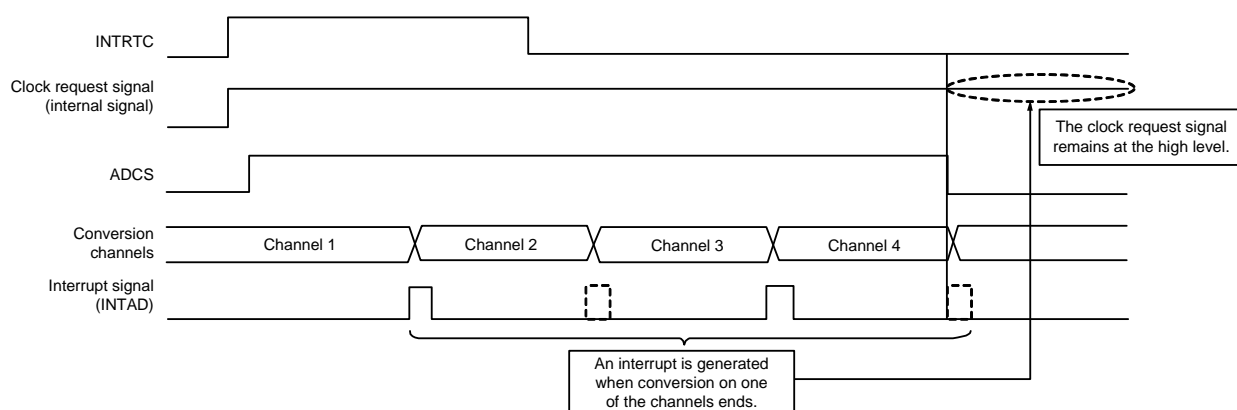 INTRTC
Clock request signal
(internal signal)
The clock request signal
remains at the high level.
ADCS
Conversion
channels
Channel 1
Channel 2
Channel 3
Channel 4
Interrupt signal
(INTAD)
An interrupt is generated
when conversion on one
of the channels ends.